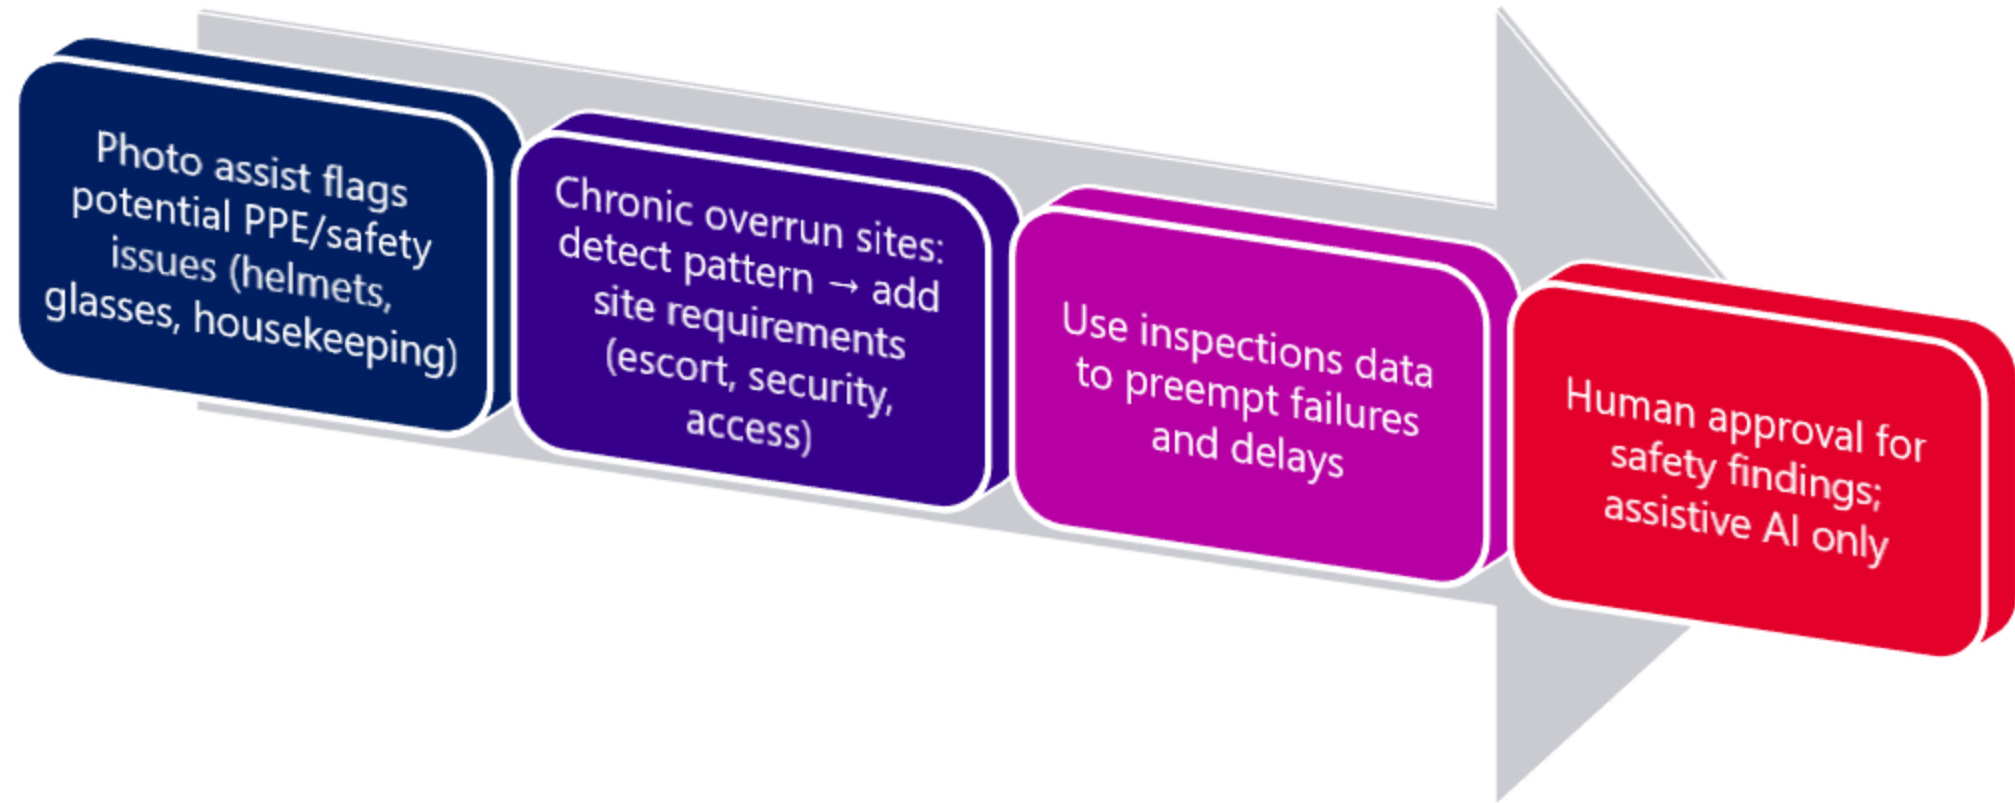 Photo assist flags
potential PPE/safety
issues (helmets,
glasses, housekeeping)
Chronic overrun sites:
detect pattern → add
site requirements
(escort, security,
access)
Use inspections data
to preempt failures
and delays
Human approval for
safety findings;
assistive AI only